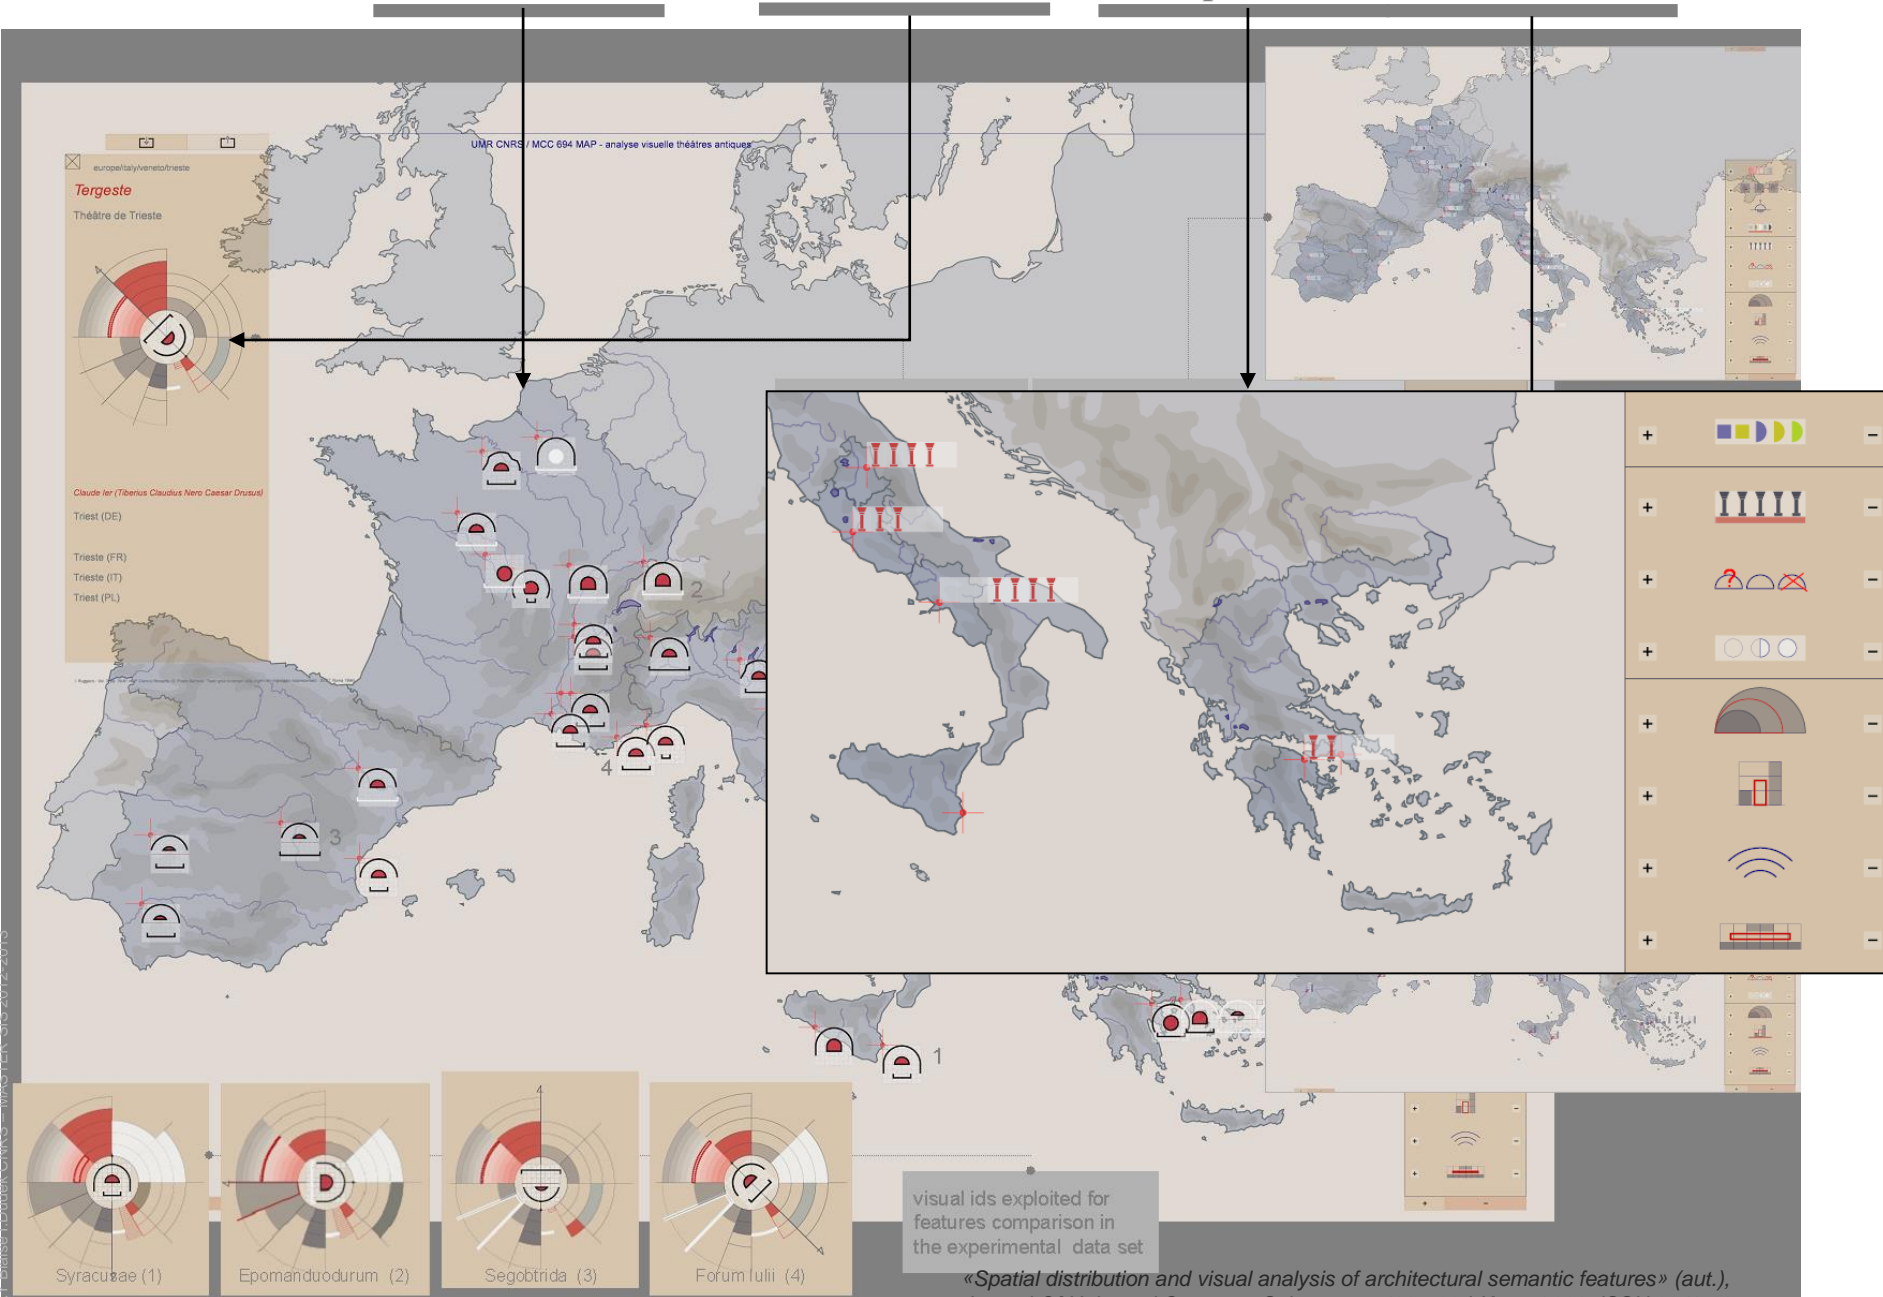 UMR CNRS / MCC 694 MAP - analyse visuelle théâtres antiques
europe/italy/veneto/trieste
Tergeste
Théâtre de Trieste
Claude Ier (Tiberius Claudius Nero Caesar Drusus)
Triest (DE)
Trieste (FR)
Trieste (IT)
Triest (PL)
2
4
3
1
4
Syracusae (1)
Epomanduodurum (2)
Segobtrida (3)
Forum Iulii (4)
visual ids exploited for
features comparison in
the experimental data set
«Spatial distribution and visual analysis of architectural semantic features» (aut.),